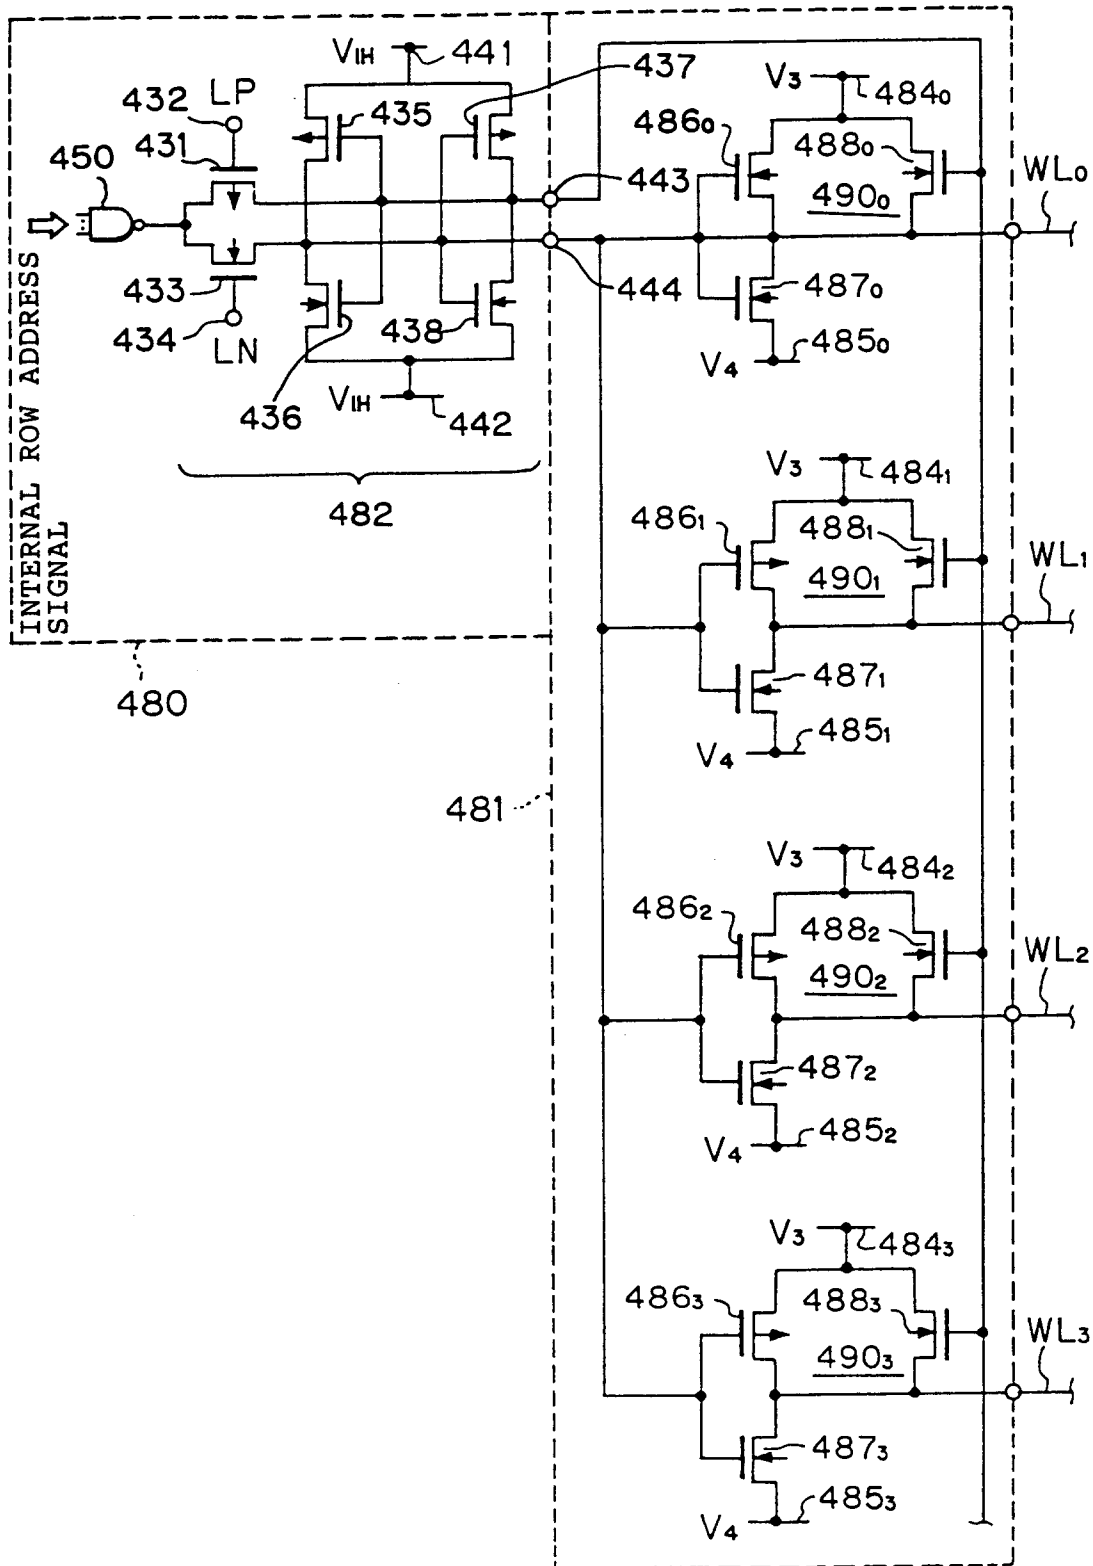 INTERNAL ROW ADDRESS
SIGNAL
450
432
LP
431
433
434
LN
VIH
441
435
437
436
438
VIH
442
482
480
481
443
444
V3
484₀
486₀
488₀
490₀
WL₀
487₀
V4
485₀
V3
484₁
486₁
488₁
490₁
WL₁
487₁
V4
485₁
V3
484₂
486₂
488₂
490₂
WL₂
487₂
V4
485₂
V3
484₃
486₃
488₃
490₃
WL₃
487₃
V4
485₃